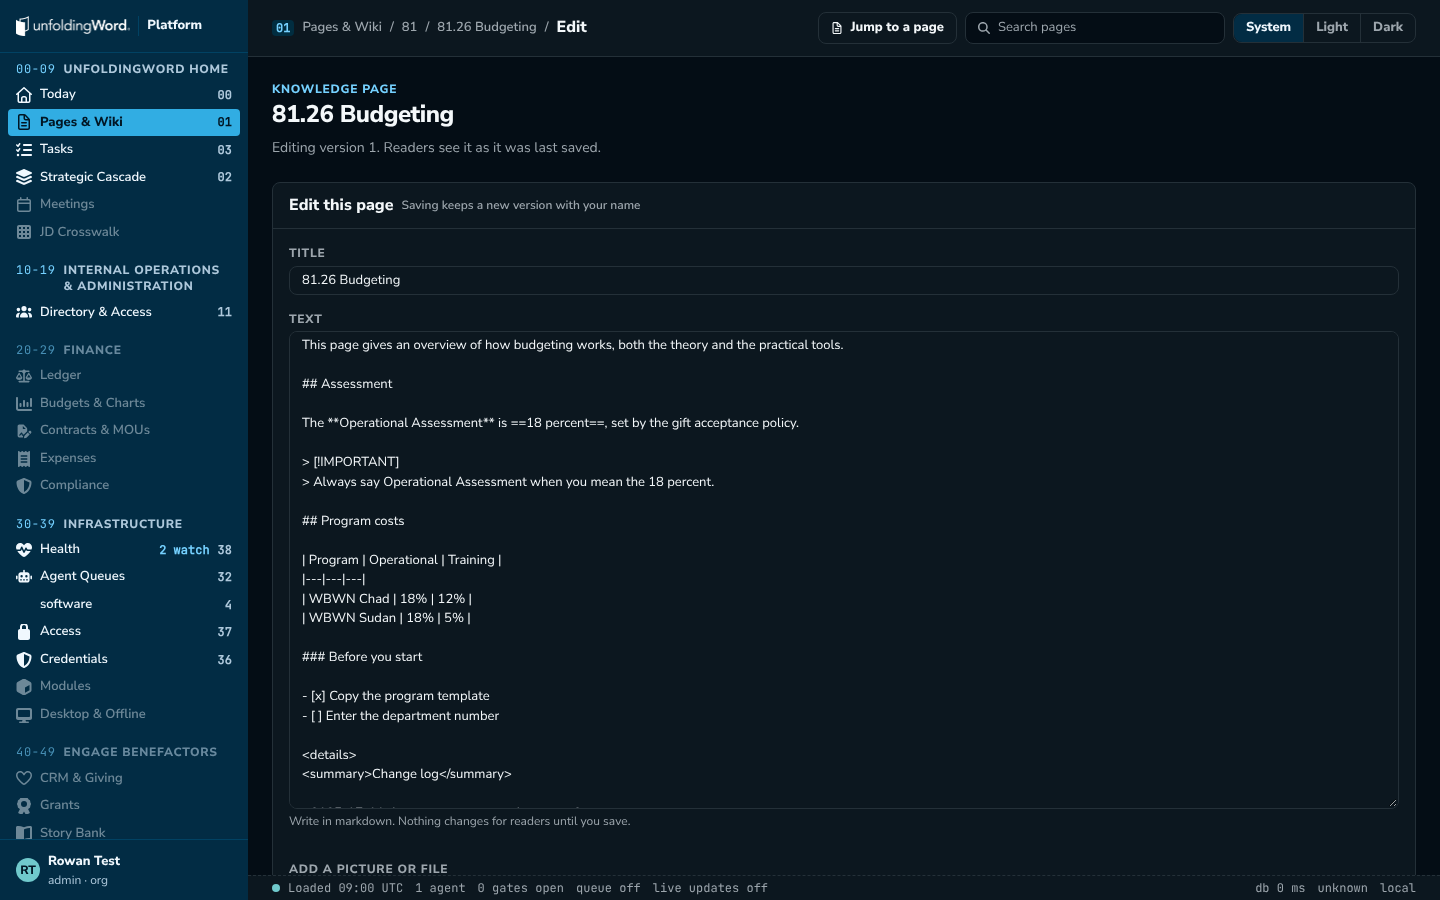 unfoldingWord. Platform
00-09 UNFOLDINGWORD HOME
Today 00
Pages & Wiki 01
Tasks 03
Strategic Cascade 02
Meetings
JD Crosswalk
10-19 INTERNAL OPERATIONS
& ADMINISTRATION
Directory & Access 11
20-29 FINANCE
Ledger
Budgets & Charts
Contracts & MOUs
Expenses
Compliance
30-39 INFRASTRUCTURE
Health 2 watch 38
Agent Queues 32
software 4
Access 37
Credentials 36
Modules
Desktop & Offline
40-49 ENGAGE BENEFACTORS
CRM & Giving
Grants
Story Bank
RT Rowan Test
admin · org
01 Pages & Wiki / 81 / 81.26 Budgeting / Edit
Jump to a page
Search pages
System Light Dark
KNOWLEDGE PAGE
81.26 Budgeting
Editing version 1. Readers see it as it was last saved.
Edit this page Saving keeps a new version with your name
TITLE
81.26 Budgeting
TEXT
This page gives an overview of how budgeting works, both the theory and the practical tools.
## Assessment
The **Operational Assessment** is ==18 percent==, set by the gift acceptance policy.
> [!IMPORTANT]
> Always say Operational Assessment when you mean the 18 percent.
## Program costs
| Program | Operational | Training |
|---|---|---|
| WBWN Chad | 18% | 12% |
| WBWN Sudan | 18% | 5% |
### Before you start
- [x] Copy the program template
- [ ] Enter the department number
<details>
<summary>Change log</summary>
Write in markdown. Nothing changes for readers until you save.
ADD A PICTURE OR FILE
Loaded 09:00 UTC 1 agent 0 gates open queue off live updates off
db 0 ms unknown local